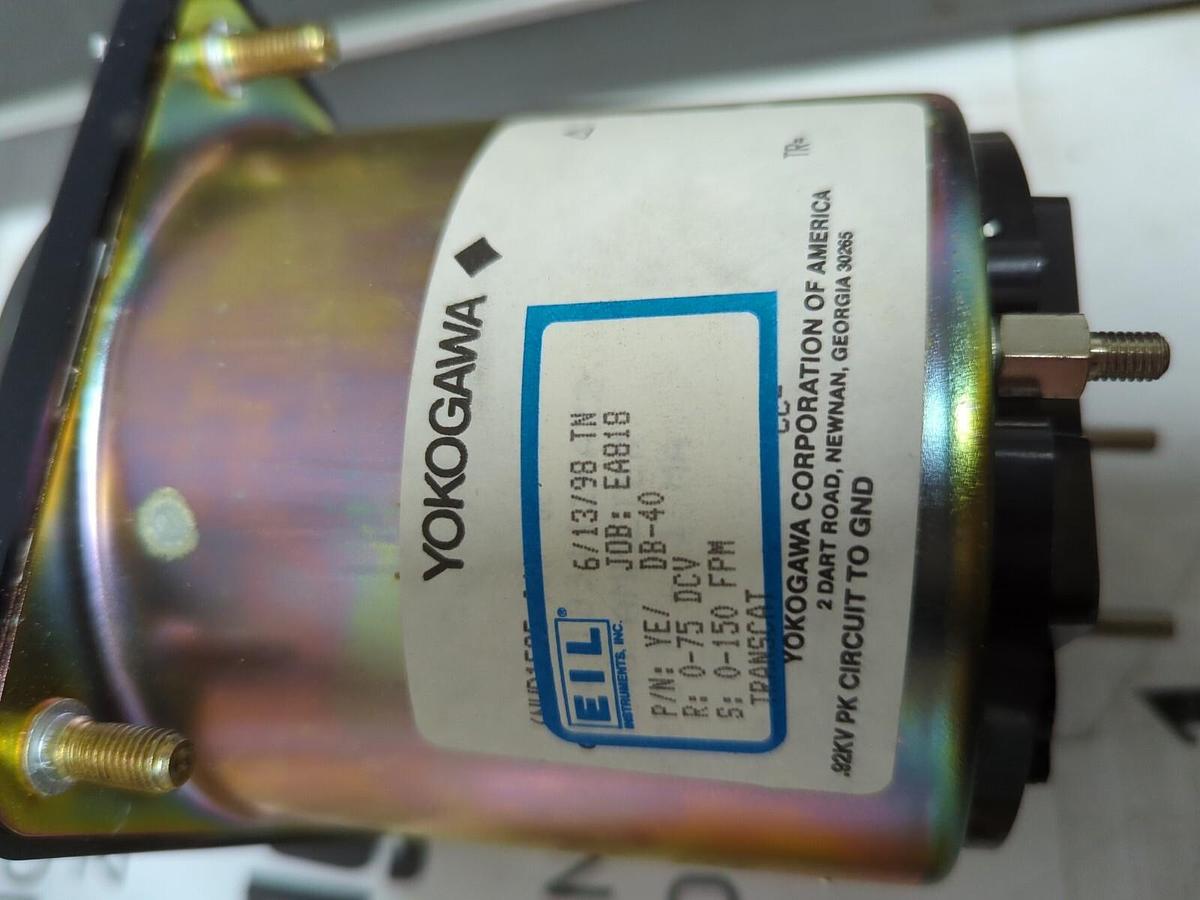 YOKOGAWA
EIL®
INSTRUMENTS, INC.
6/13/98 TN
JOB: EA818
P/N: YE/ DB-40
R: 0-75 DCV
S: 0-150 FPM
TRANSCAT
YOKOGAWA CORPORATION OF AMERICA
2 DART ROAD, NEWNAN, GEORGIA 30265
.92KV PK CIRCUIT TO GND